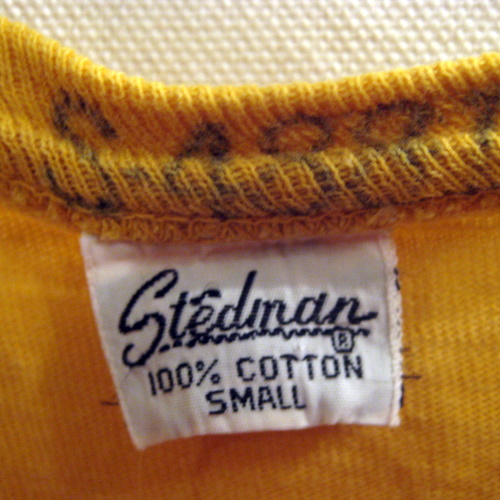 Stedman
®
100% COTTON
SMALL